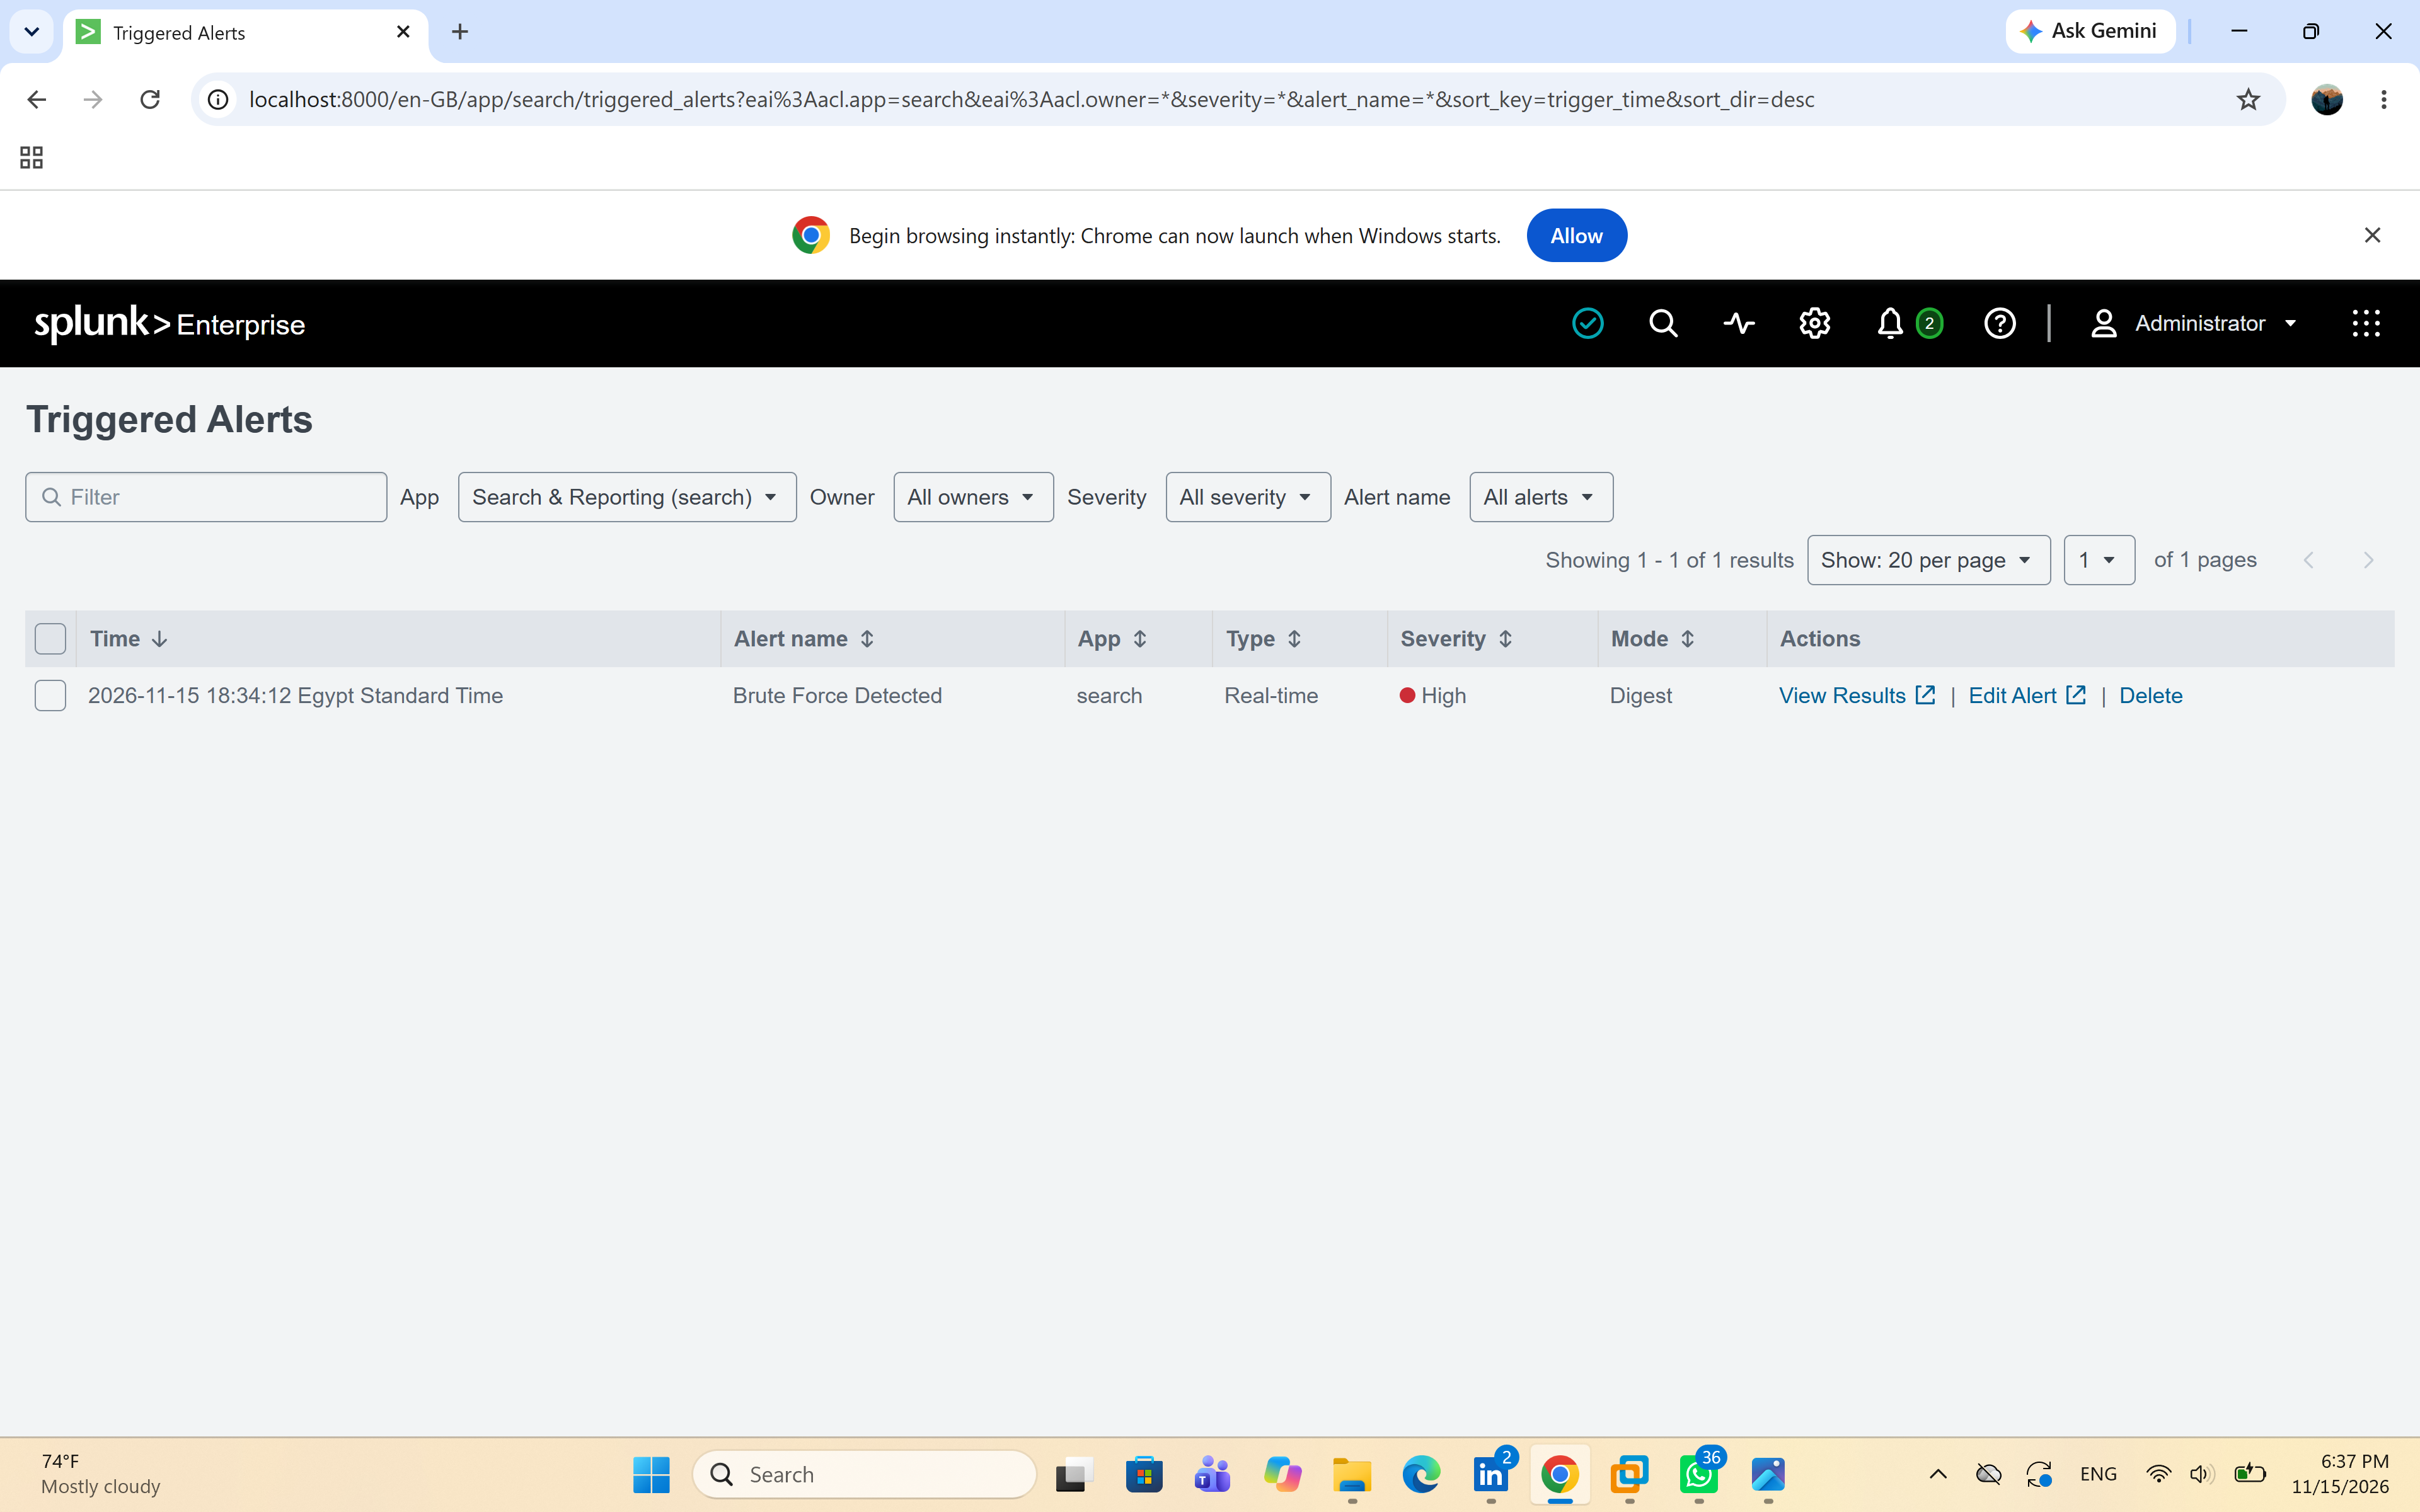 Triggered Alerts
Ask Gemini
localhost:8000/en-GB/app/search/triggered_alerts?eai%3Aacl.app=search&eai%3Aacl.owner=*&severity=*&alert_name=*&sort_key=trigger_time&sort_dir=desc
Begin browsing instantly: Chrome can now launch when Windows starts. Allow
splunk>Enterprise 2 Administrator
Triggered Alerts
Filter App Search & Reporting (search) Owner All owners Severity All severity Alert name All alerts
Showing 1 - 1 of 1 results Show: 20 per page 1 of 1 pages
Time Alert name App Type Severity Mode Actions
2026-11-15 18:34:12 Egypt Standard Time Brute Force Detected search Real-time High Digest View Results | Edit Alert | Delete
74°F
Mostly cloudy
Search
T
in 2
36
ENG
6:37 PM
11/15/2026